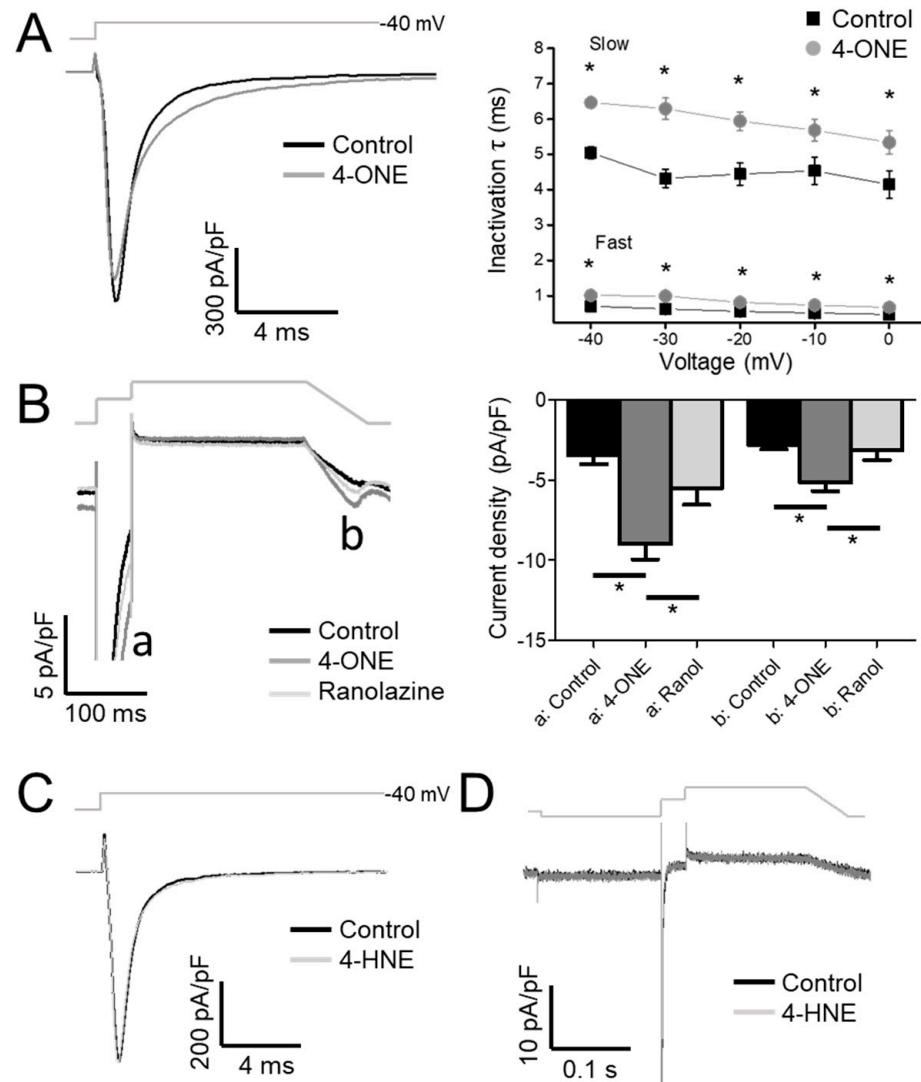 A
-40 mV
Control
4-ONE
300 pA/pF
4 ms
Control
4-ONE
Slow
* * * * *
Fast
* * * * *
Inactivation τ (ms)
8
7
6
5
4
3
2
1
-40 -30 -20 -10 0
Voltage (mV)
B
a
b
Control
4-ONE
Ranolazine
5 pA/pF
100 ms
Current density (pA/pF)
0
-5
-10
-15
* * * *
a: Control
a: 4-ONE
a: Ranol
b: Control
b: 4-ONE
b: Ranol
C
-40 mV
Control
4-HNE
200 pA/pF
4 ms
D
Control
4-HNE
10 pA/pF
0.1 s